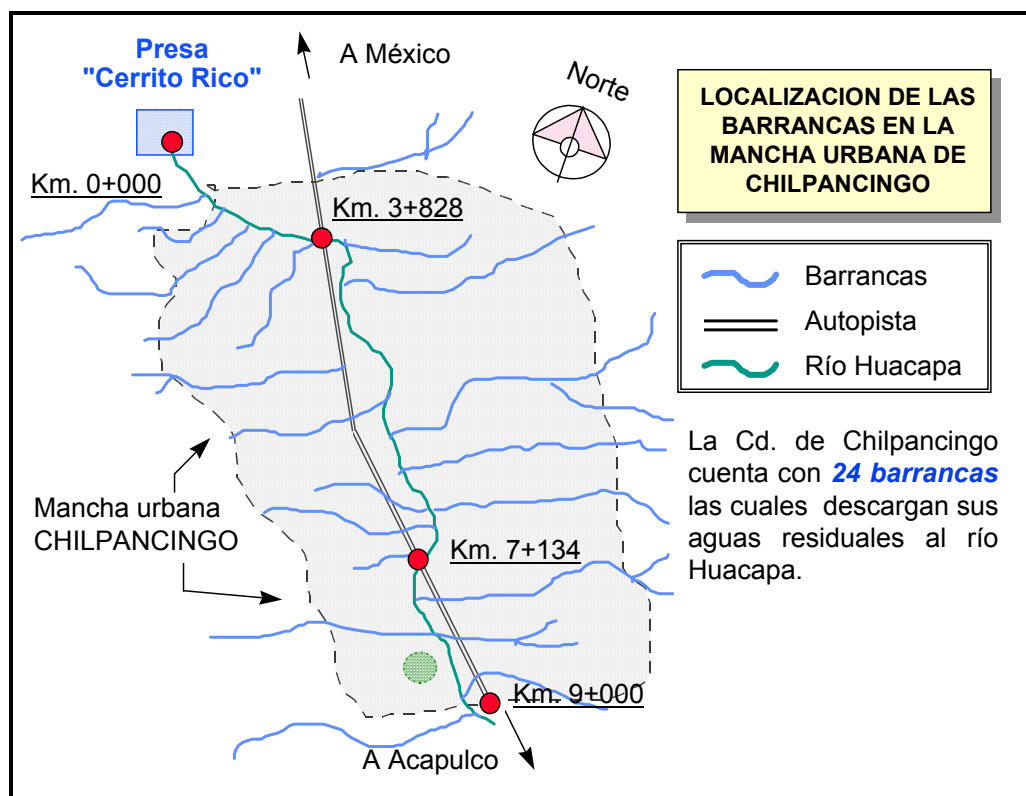 Presa
"Cerrito Rico"
A México
Norte
LOCALIZACION DE LAS
BARRANCAS EN LA
MANCHA URBANA DE
CHILPANCINGO
Km. 0+000
Km. 3+828
Barrancas
Autopista
Río Huacapa
La Cd. de Chilpancingo
cuenta con 24 barrancas
las cuales descargan sus
aguas residuales al río
Huacapa.
Mancha urbana
CHILPANCINGO
Km. 7+134
Km. 9+000
A Acapulco